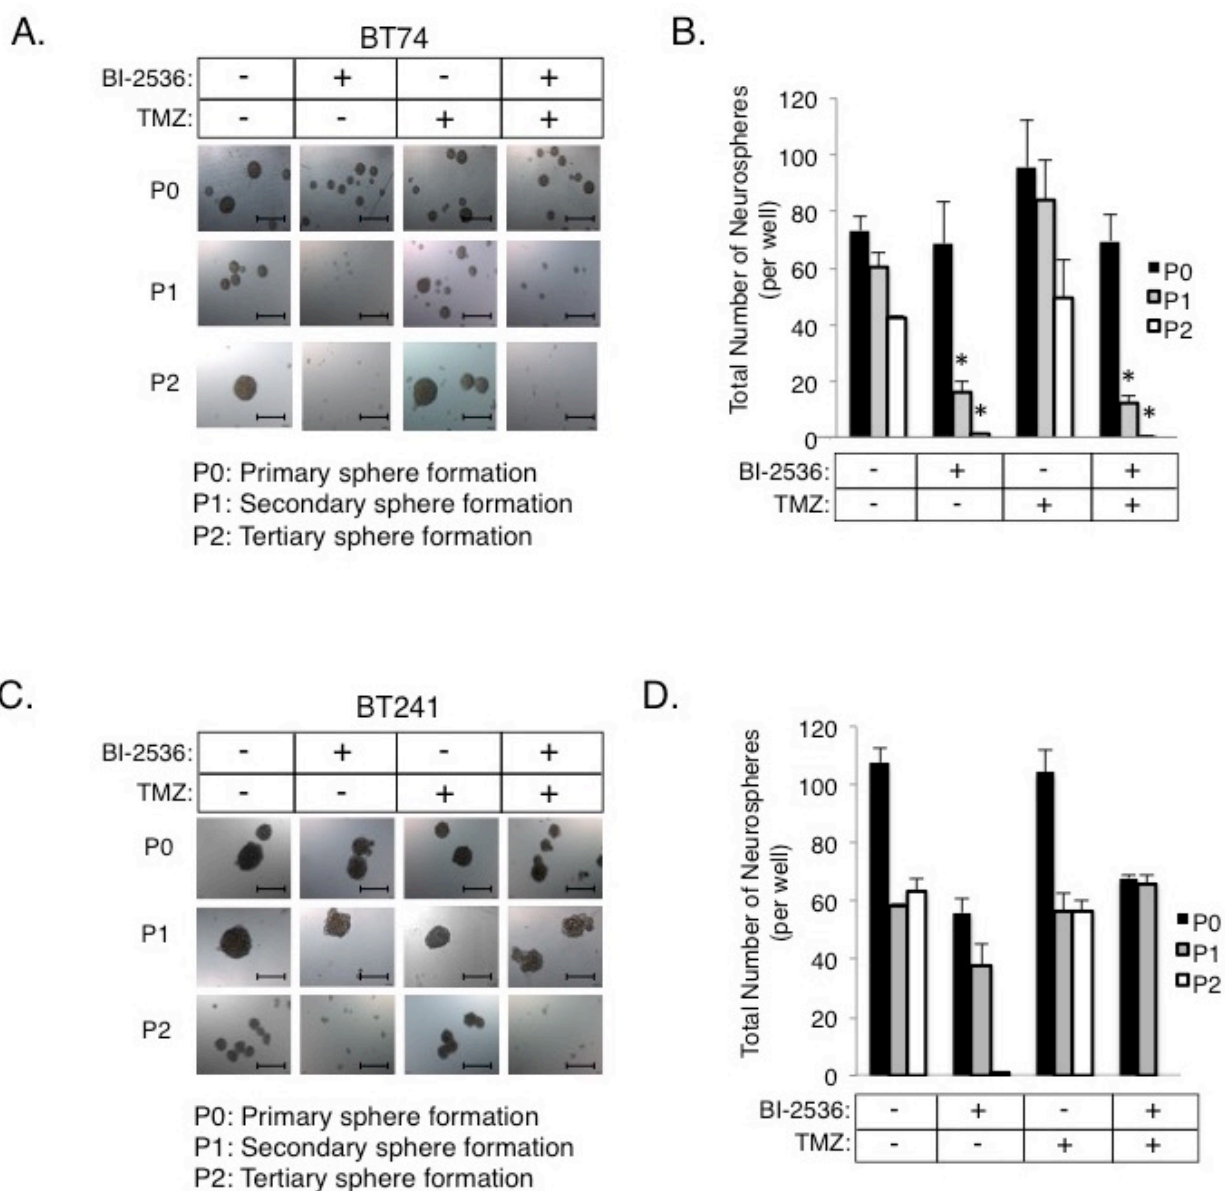 A.
BT74
BI-2536: - + - +
TMZ: - - + +
P0
P1
P2
P0: Primary sphere formation
P1: Secondary sphere formation
P2: Tertiary sphere formation
B.
Total Number of Neurospheres
(per well)
120
100
80
60
40
20
0
* * * *
P0
P1
P2
BI-2536: - + - +
TMZ: - - + +
C.
BT241
BI-2536: - + - +
TMZ: - - + +
P0
P1
P2
P0: Primary sphere formation
P1: Secondary sphere formation
P2: Tertiary sphere formation
D.
Total Number of Neurospheres
(per well)
120
100
80
60
40
20
0
P0
P1
P2
BI-2536: - + - +
TMZ: - - + +